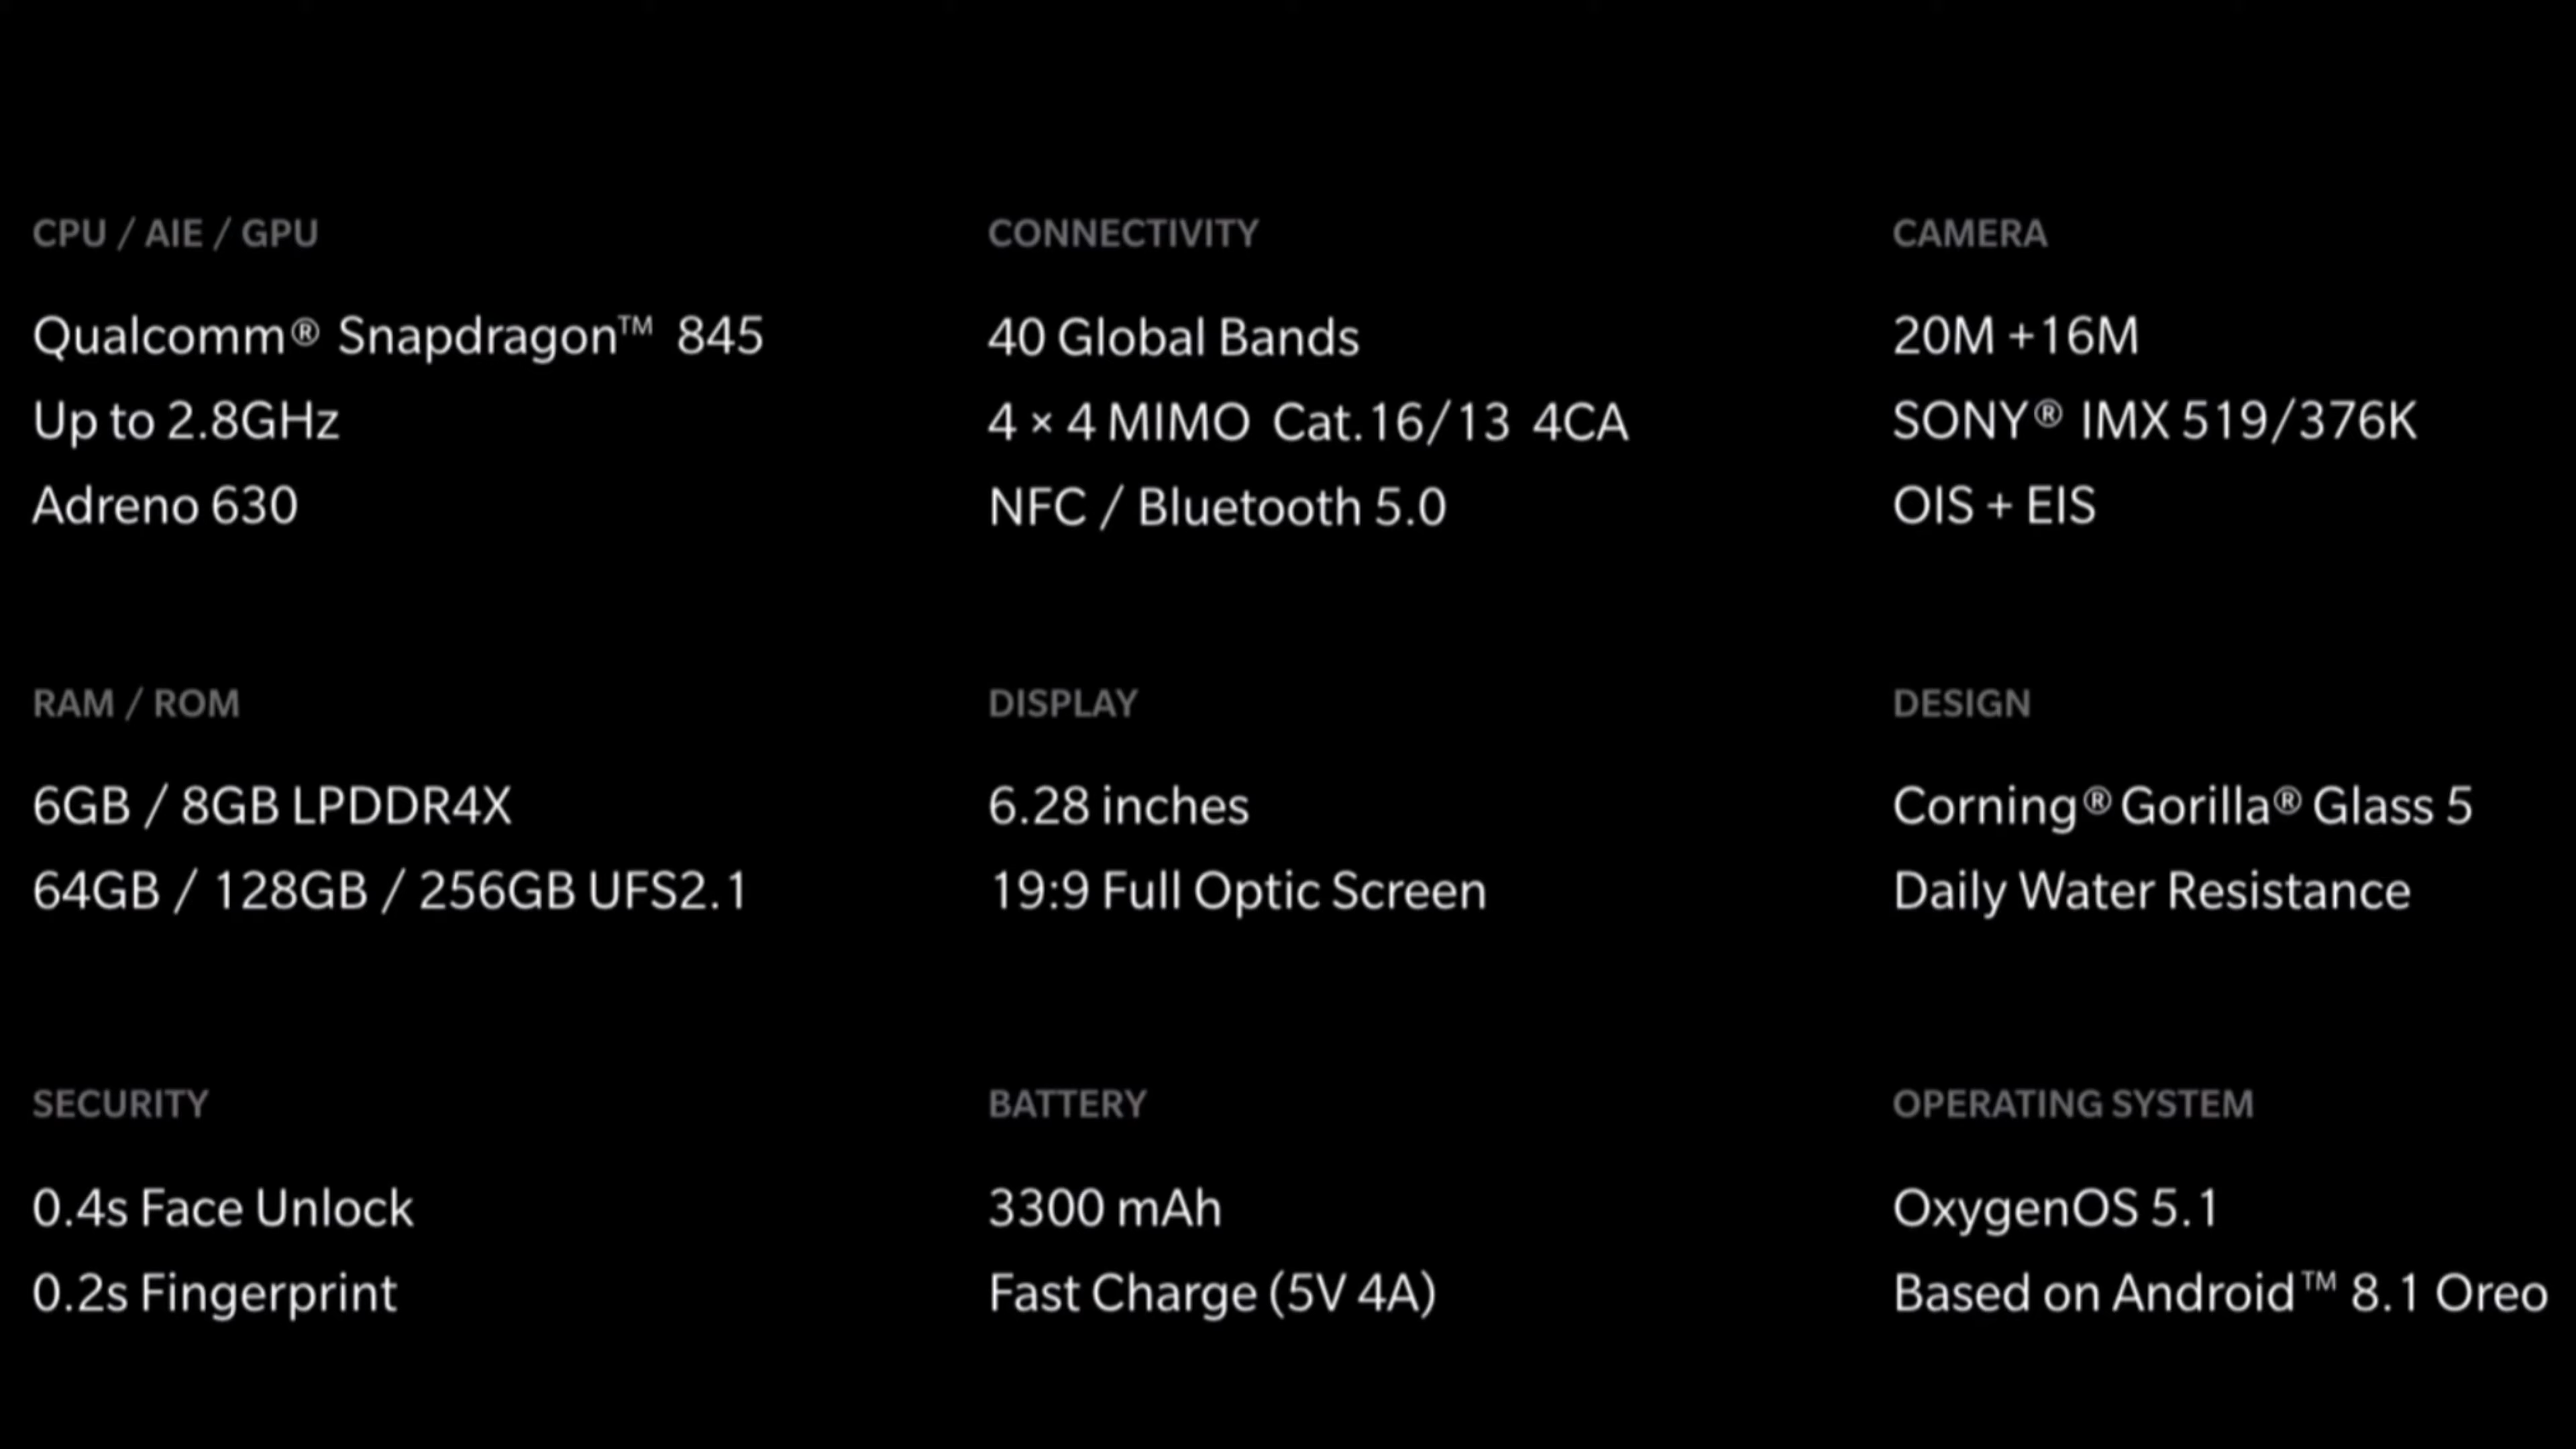 CPU / AIE / GPU
Qualcomm® Snapdragon™ 845
Up to 2.8GHz
Adreno 630
CONNECTIVITY
40 Global Bands
4 × 4 MIMO Cat.16/13 4CA
NFC / Bluetooth 5.0
CAMERA
20M +16M
SONY® IMX 519/376K
OIS + EIS
RAM / ROM
6GB / 8GB LPDDR4X
64GB / 128GB / 256GB UFS2.1
DISPLAY
6.28 inches
19:9 Full Optic Screen
DESIGN
Corning® Gorilla® Glass 5
Daily Water Resistance
SECURITY
0.4s Face Unlock
0.2s Fingerprint
BATTERY
3300 mAh
Fast Charge (5V 4A)
OPERATING SYSTEM
OxygenOS 5.1
Based on Android™ 8.1 Oreo